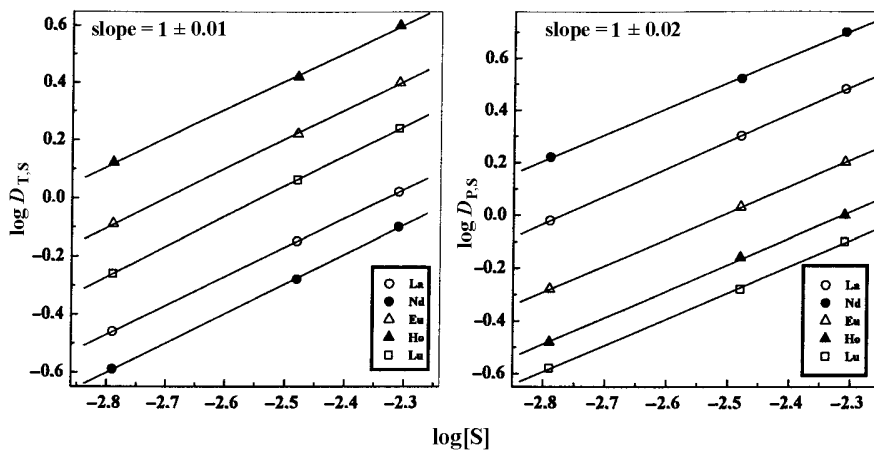 slope = 1 ± 0.01
0.6
0.4
0.2
0.0
−0.2
−0.4
−0.6
log D_T,S
La
Nd
Eu
Ho
Lu
−2.8 −2.7 −2.6 −2.5 −2.4 −2.3
slope = 1 ± 0.02
0.6
0.4
0.2
0.0
−0.2
−0.4
−0.6
log D_P,S
La
Nd
Eu
Ho
Lu
−2.8 −2.7 −2.6 −2.5 −2.4 −2.3
log[S]